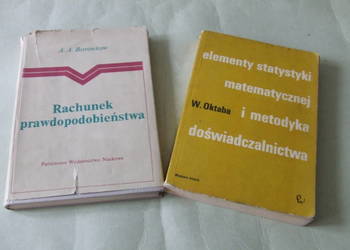 A. A. Borowkow
Rachunek
prawdopodobieństwa
Państwowe Wydawnictwo Naukowe
elementy statystyki
matematycznej
W. Oktaba
i metodyka
doświadczalnictwa